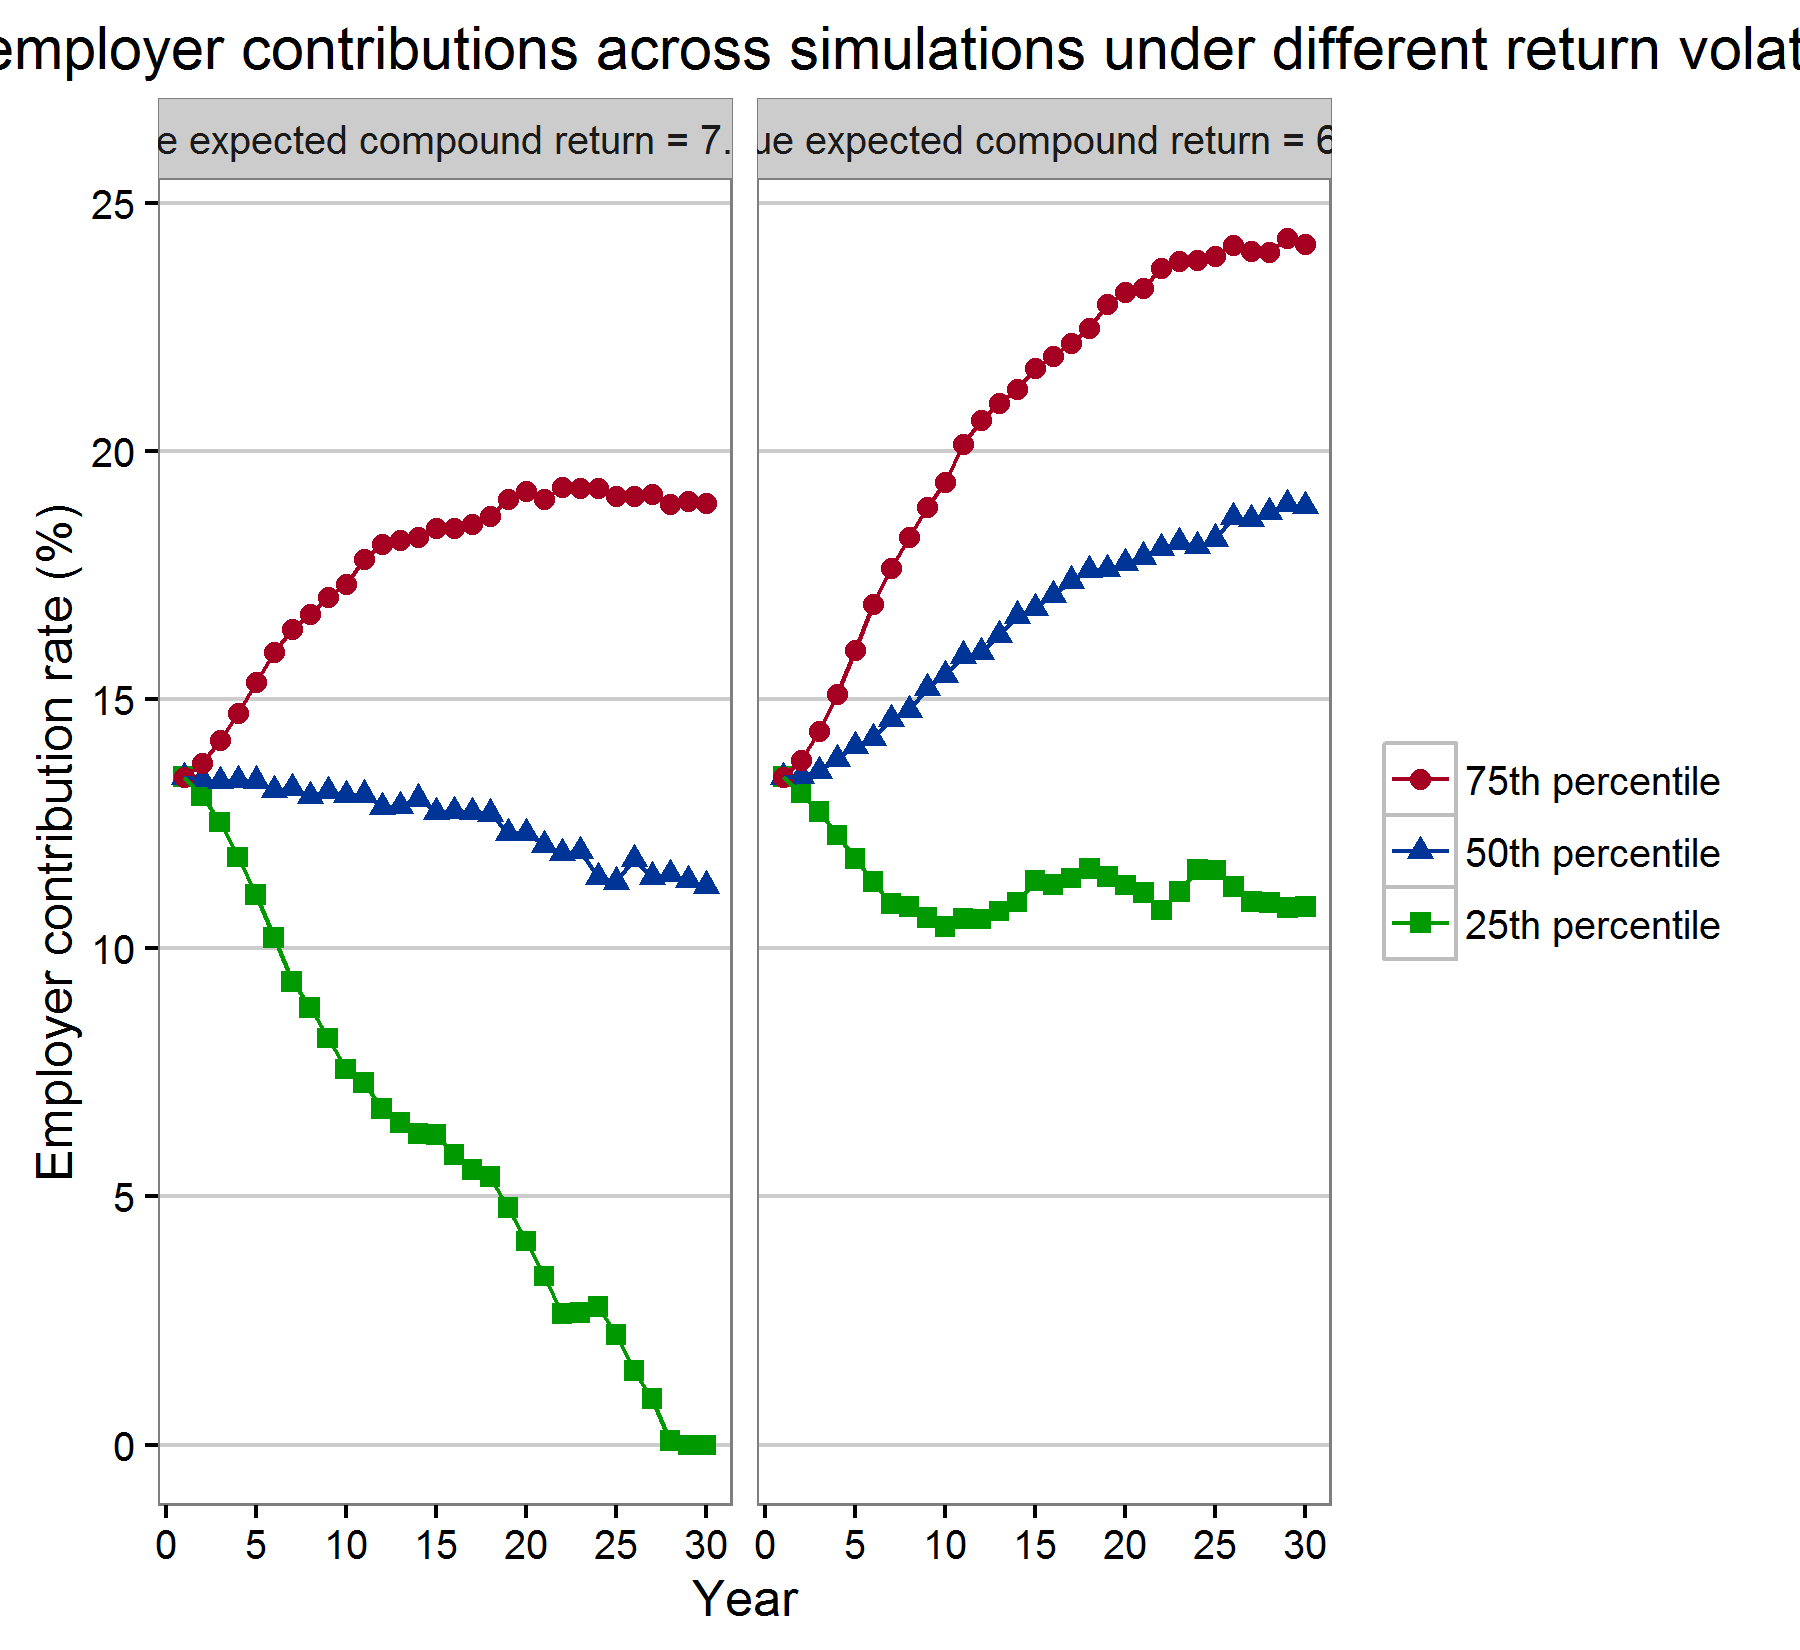 employer contributions across simulations under different return volat
e expected compound return = 7.
ue expected compound return = 6
Employer contribution rate (%)
25
20
15
10
5
0
0 5 10 15 20 25 30
0 5 10 15 20 25 30
Year
75th percentile
50th percentile
25th percentile